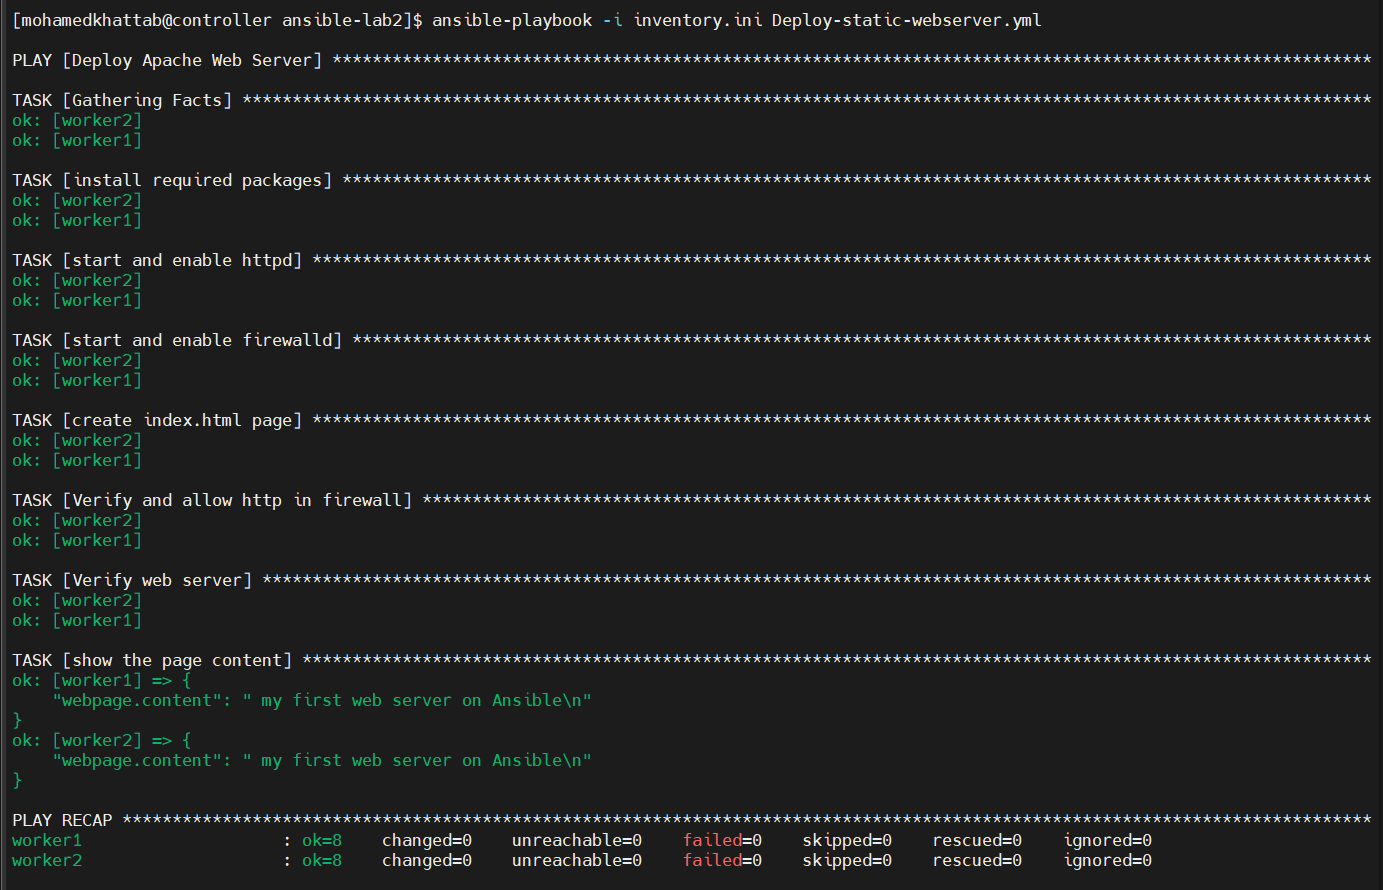 [mohamedkhattab@controller ansible-lab2]$ ansible-playbook -i inventory.ini Deploy-static-webserver.yml
PLAY [Deploy Apache Web Server] ********************************************************************************************************
TASK [Gathering Facts] *****************************************************************************************************************
ok: [worker2]
ok: [worker1]
TASK [install required packages] *******************************************************************************************************
ok: [worker2]
ok: [worker1]
TASK [start and enable httpd] **********************************************************************************************************
ok: [worker2]
ok: [worker1]
TASK [start and enable firewalld] ******************************************************************************************************
ok: [worker2]
ok: [worker1]
TASK [create index.html page] **********************************************************************************************************
ok: [worker2]
ok: [worker1]
TASK [Verify and allow http in firewall] ***********************************************************************************************
ok: [worker2]
ok: [worker1]
TASK [Verify web server] ***************************************************************************************************************
ok: [worker2]
ok: [worker1]
TASK [show the page content] ***********************************************************************************************************
ok: [worker1] => {
    "webpage.content": " my first web server on Ansible\n"
}
ok: [worker2] => {
    "webpage.content": " my first web server on Ansible\n"
}
PLAY RECAP *****************************************************************************************************************************
worker1                    : ok=8    changed=0    unreachable=0    failed=0    skipped=0    rescued=0    ignored=0
worker2                    : ok=8    changed=0    unreachable=0    failed=0    skipped=0    rescued=0    ignored=0